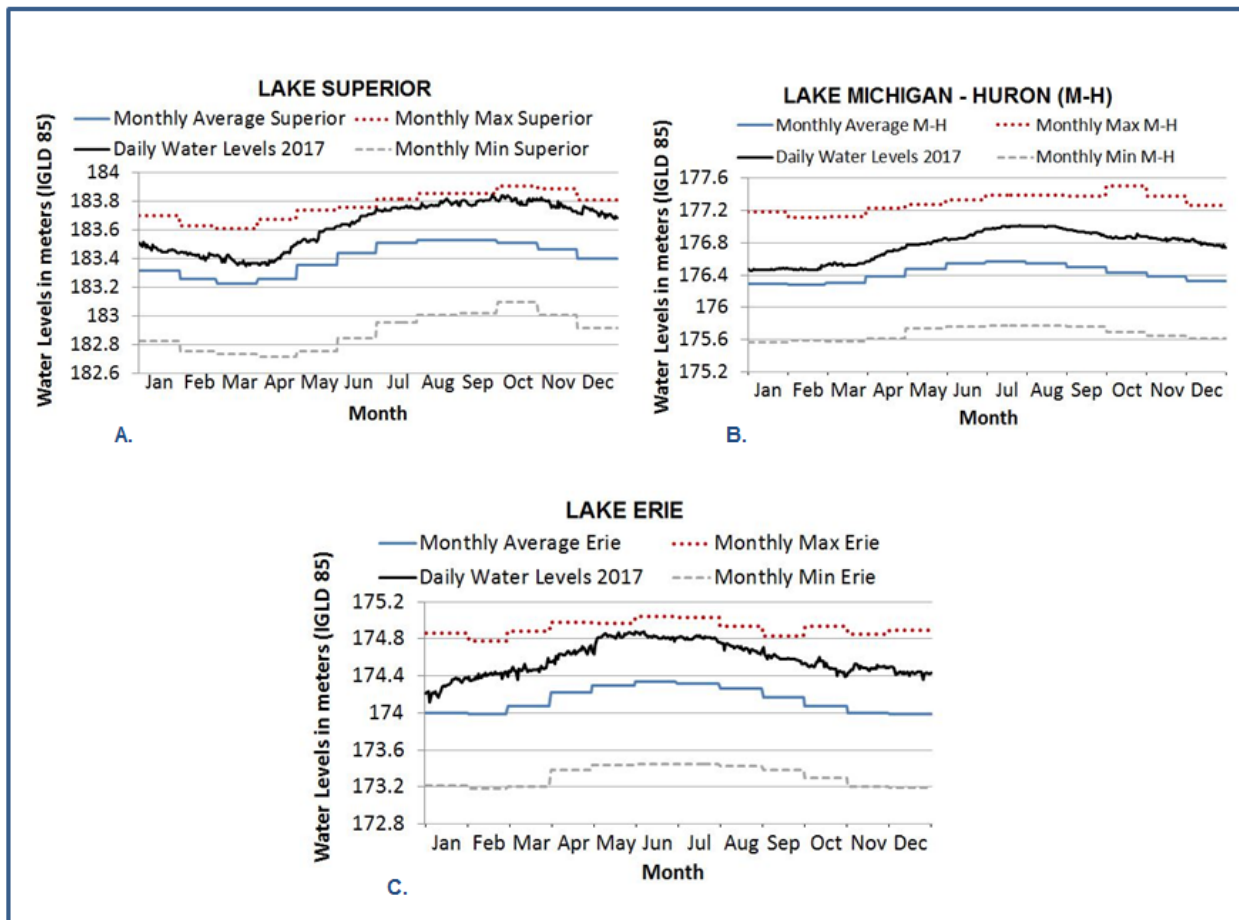 LAKE SUPERIOR
Monthly Average Superior
Monthly Max Superior
Daily Water Levels 2017
Monthly Min Superior
Water Levels in meters (IGLD 85)
184
183.8
183.6
183.4
183.2
183
182.8
182.6
Jan Feb Mar Apr May Jun Jul Aug Sep Oct Nov Dec
Month
A.
LAKE MICHIGAN - HURON (M-H)
Monthly Average M-H
Monthly Max M-H
Daily Water Levels 2017
Monthly Min M-H
Water Levels in meters (IGLD 85)
177.6
177.2
176.8
176.4
176
175.6
175.2
Jan Feb Mar Apr May Jun Jul Aug Sep Oct Nov Dec
Month
B.
LAKE ERIE
Monthly Average Erie
Monthly Max Erie
Daily Water Levels 2017
Monthly Min Erie
Water Levels in meters (IGLD 85)
175.2
174.8
174.4
174
173.6
173.2
172.8
Jan Feb Mar Apr May Jun Jul Aug Sep Oct Nov Dec
Month
C.